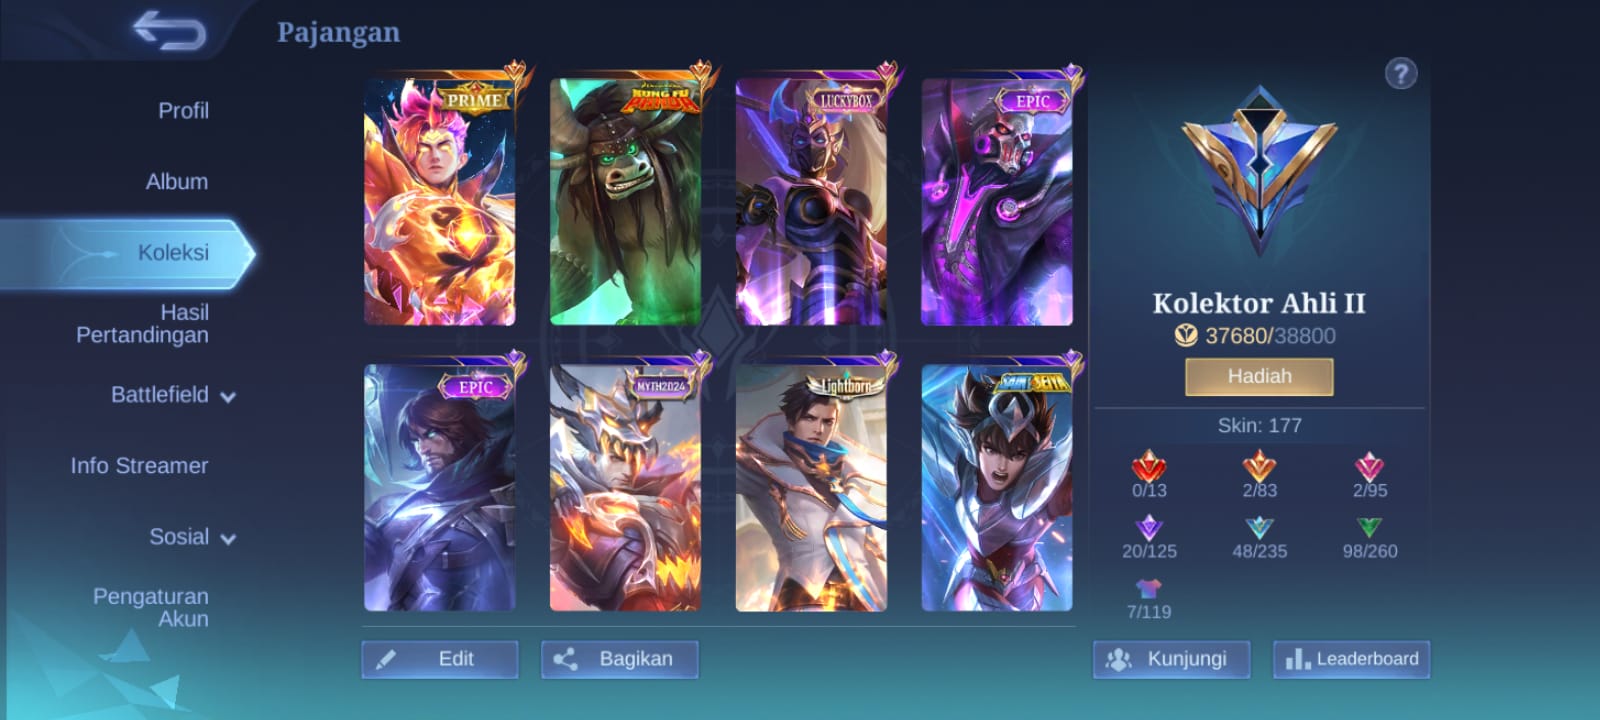 Pajangan
Profil
Album
Koleksi
Hasil
Pertandingan
Battlefield
Info Streamer
Sosial
Pengaturan
Akun
PRIME
KUNG FU
PANDA
LUCKYBOX
EPIC
EPIC
MYTH2024
Lightborn
SAINT SEIYA
Edit
Bagikan
?
Kolektor Ahli II
37680/38800
Hadiah
Skin: 177
0/13
2/83
2/95
20/125
48/235
98/260
7/119
Kunjungi
Leaderboard